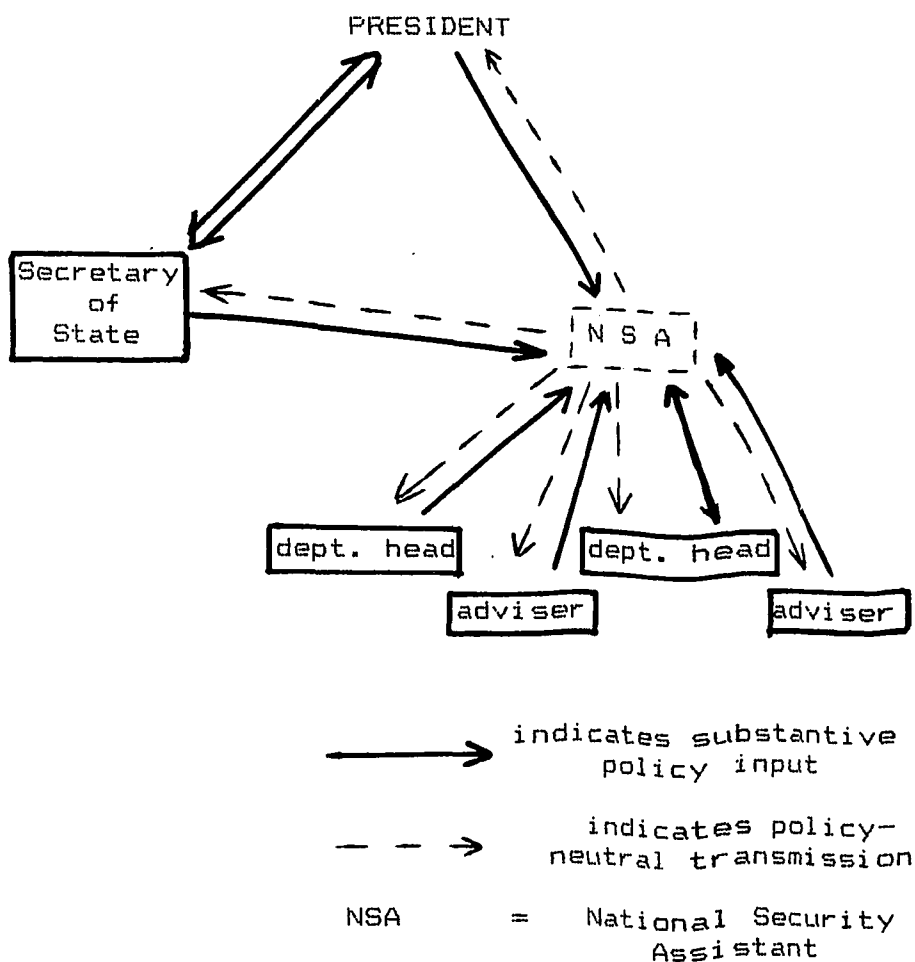 PRESIDENT
Secretary
of
State
N S A
dept. head
dept. head
adviser
adviser
indicates substantive
policy input
indicates policy-
neutral transmission
NSA = National Security
Assistant